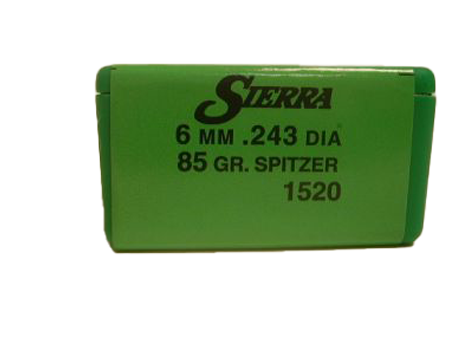 SIERRA
6 MM .243 DIA
85 GR. SPITZER
1520